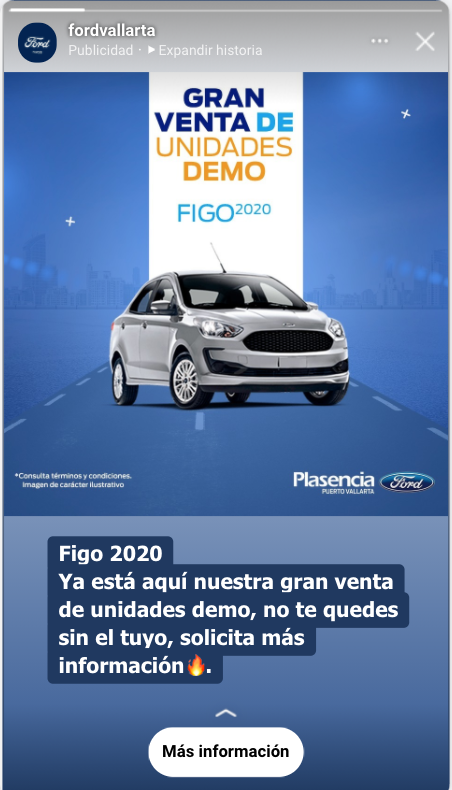 fordvallarta
Publicidad · Expandir historia
GRAN
VENTA DE
UNIDADES
DEMO
FIGO2020
*Consulta términos y condiciones.
Imagen de carácter ilustrativo
Plasencia
PUERTO VALLARTA
Ford
Figo 2020
Ya está aquí nuestra gran venta
de unidades demo, no te quedes
sin el tuyo, solicita más
información🔥.
Más información